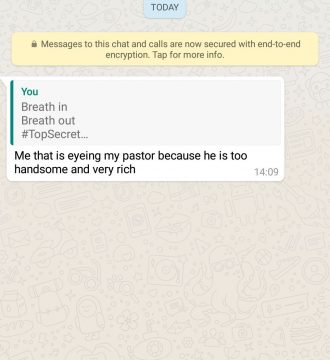 TODAY
Messages to this chat and calls are now secured with end-to-end
encryption. Tap for more info.
You
Breath in
Breath out
#TopSecret...
Me that is eyeing my pastor because he is too
handsome and very rich
14:09